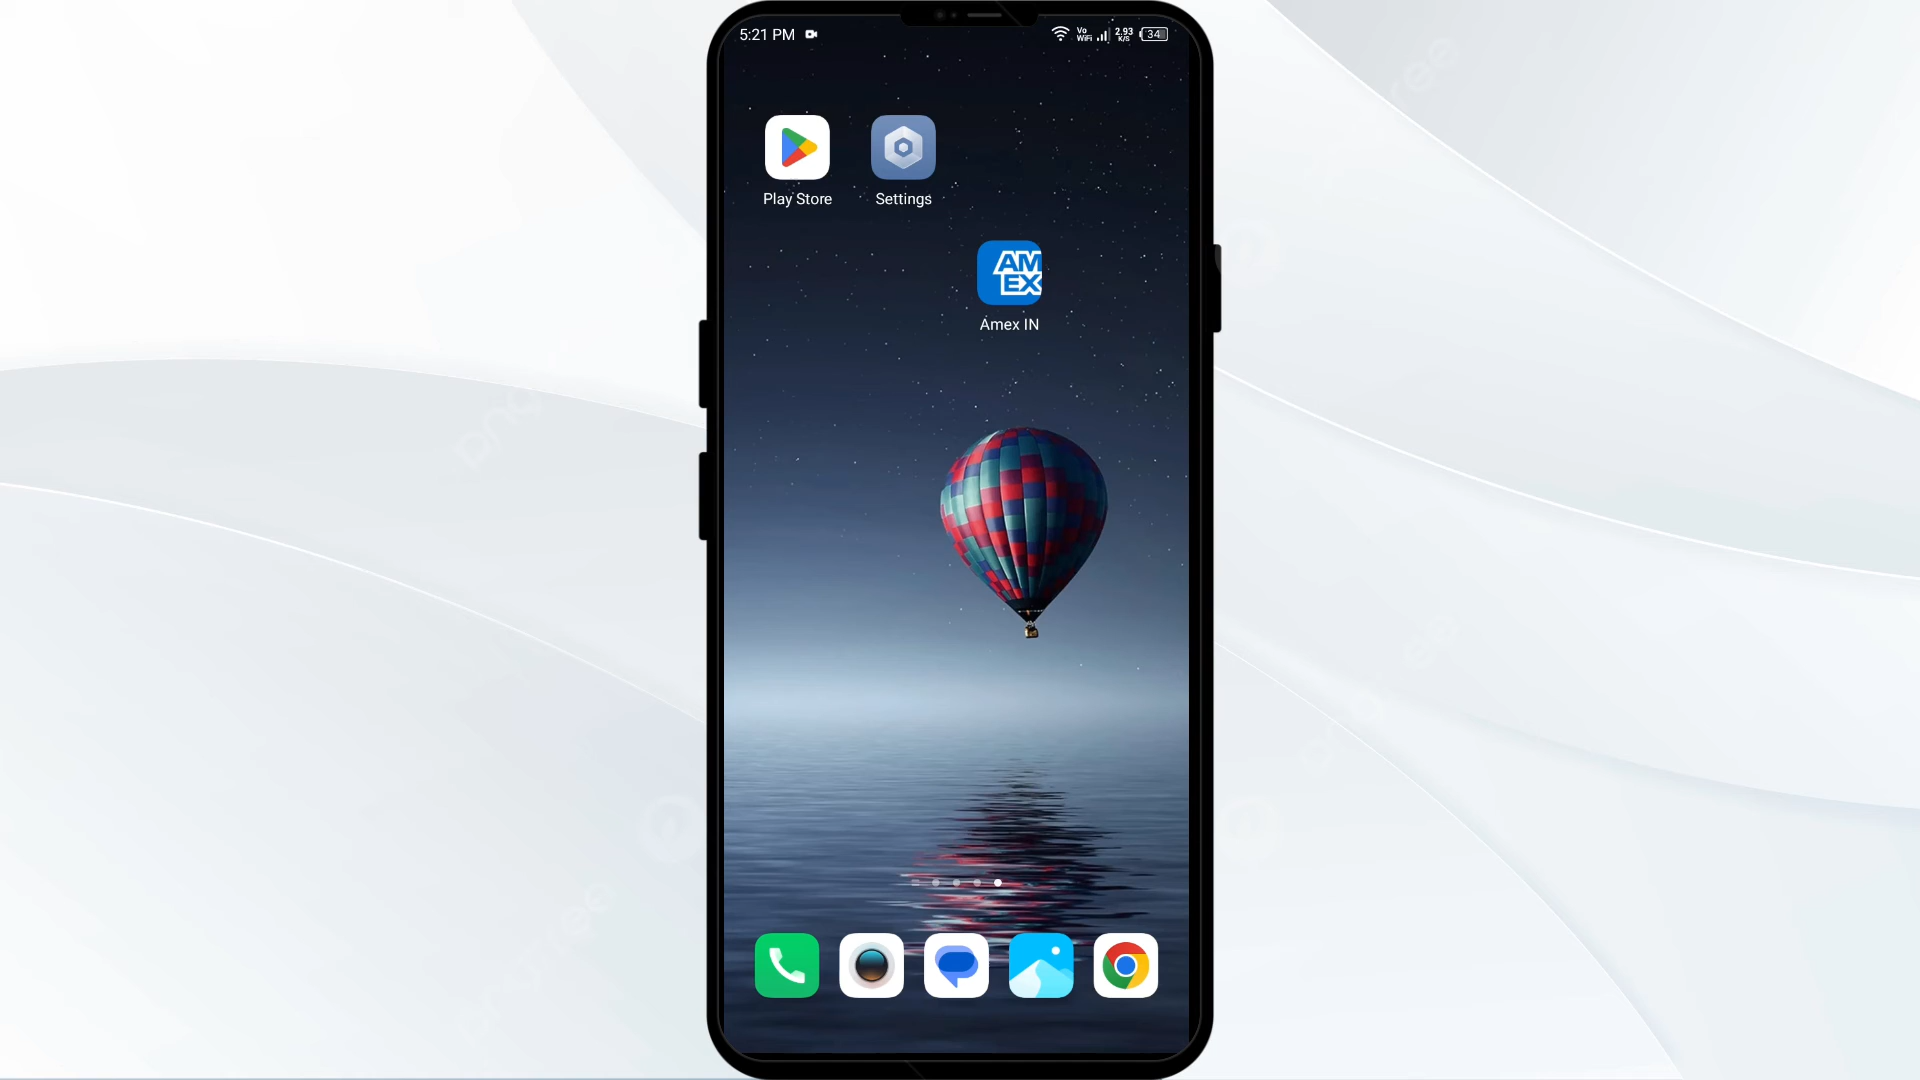 5:21 PM
Vo
WiFi
2.93
K/S
34
Play Store
Settings
AM
EX
Amex IN